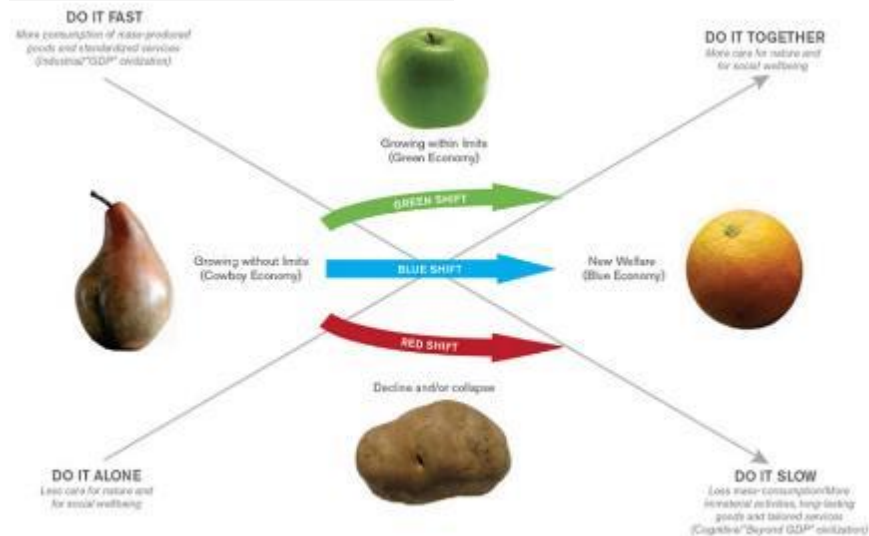 DO IT FAST
More consumption of mass-produced
goods and standardized services
(Industrial/"GDP" civilization)
DO IT TOGETHER
More care for nature and
for social wellbeing
Growing within limits
(Green Economy)
GREEN SHIFT
Growing without limits
(Cowboy Economy)
BLUE SHIFT
New Welfare
(Blue Economy)
RED SHIFT
Decline and/or collapse
DO IT ALONE
Less care for nature and
for social wellbeing
DO IT SLOW
Less mass-consumption/More
immaterial activities, long-lasting
goods and tailored services
(Cognitive/"Beyond GDP" civilization)